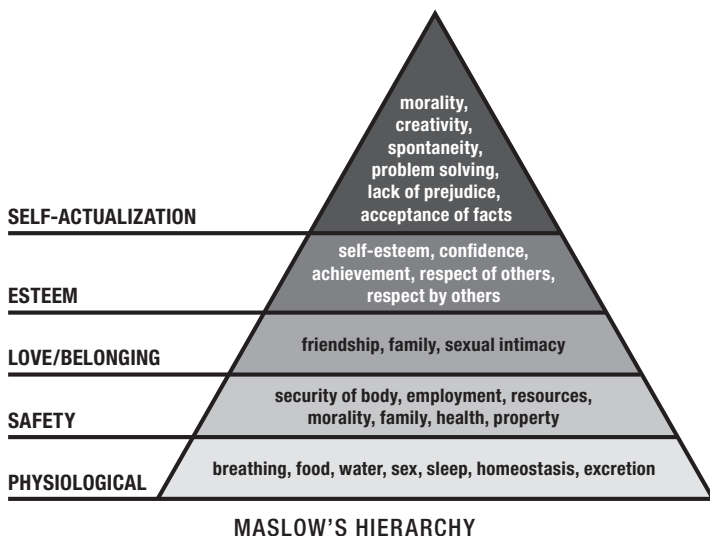 morality,
creativity,
spontaneity,
problem solving,
lack of prejudice,
acceptance of facts
SELF-ACTUALIZATION
self-esteem, confidence,
achievement, respect of others,
respect by others
ESTEEM
friendship, family, sexual intimacy
LOVE/BELONGING
security of body, employment, resources,
morality, family, health, property
SAFETY
breathing, food, water, sex, sleep, homeostasis, excretion
PHYSIOLOGICAL
MASLOW'S HIERARCHY